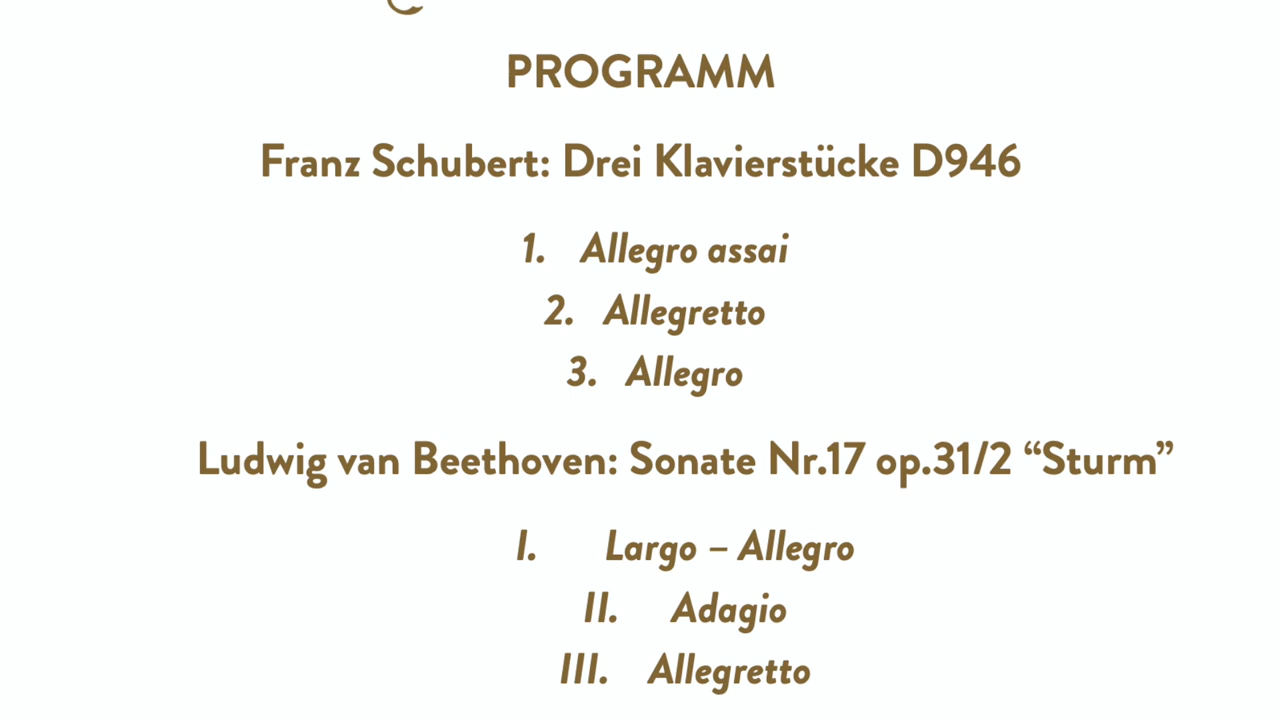 PROGRAMM
Franz Schubert: Drei Klavierstücke D946
1. Allegro assai
2. Allegretto
3. Allegro
Ludwig van Beethoven: Sonate Nr.17 op.31/2 “Sturm”
I. Largo – Allegro
II. Adagio
III. Allegretto